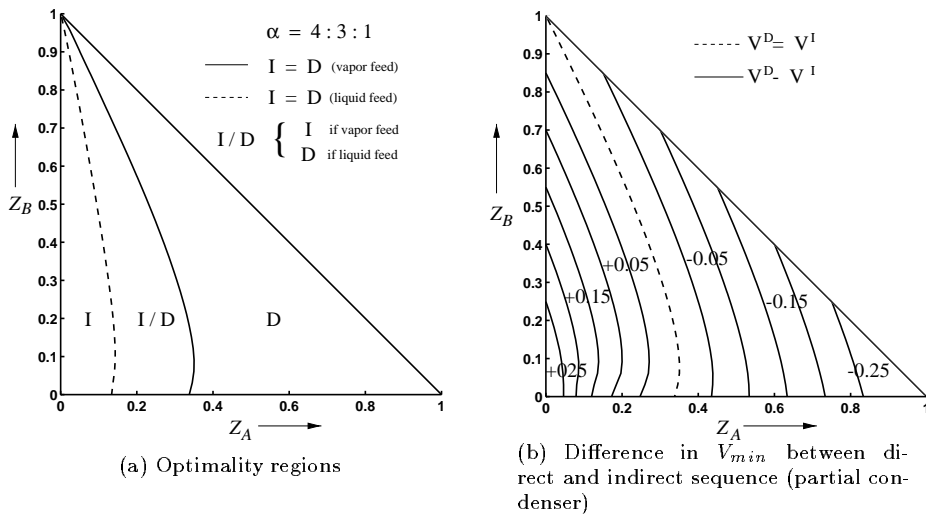 1
0.9
0.8
0.7
0.6
0.5
0.4
0.3
0.2
0.1
0
0 0.2 0.4 0.6 0.8 1
Z_B
Z_A
α = 4 : 3 : 1
I = D (vapor feed)
I = D (liquid feed)
I / D { I if vapor feed
D if liquid feed
I I / D D
(a) Optimality regions
1
0.9
0.8
0.7
0.6
0.5
0.4
0.3
0.2
0.1
0
0 0.2 0.4 0.6 0.8 1
Z_B
Z_A
V^D = V^I
V^D - V^I
+0.05 -0.05
+0.15 -0.15
+025 -0.25
(b) Difference in V_min between di-
rect and indirect sequence (partial con-
denser)